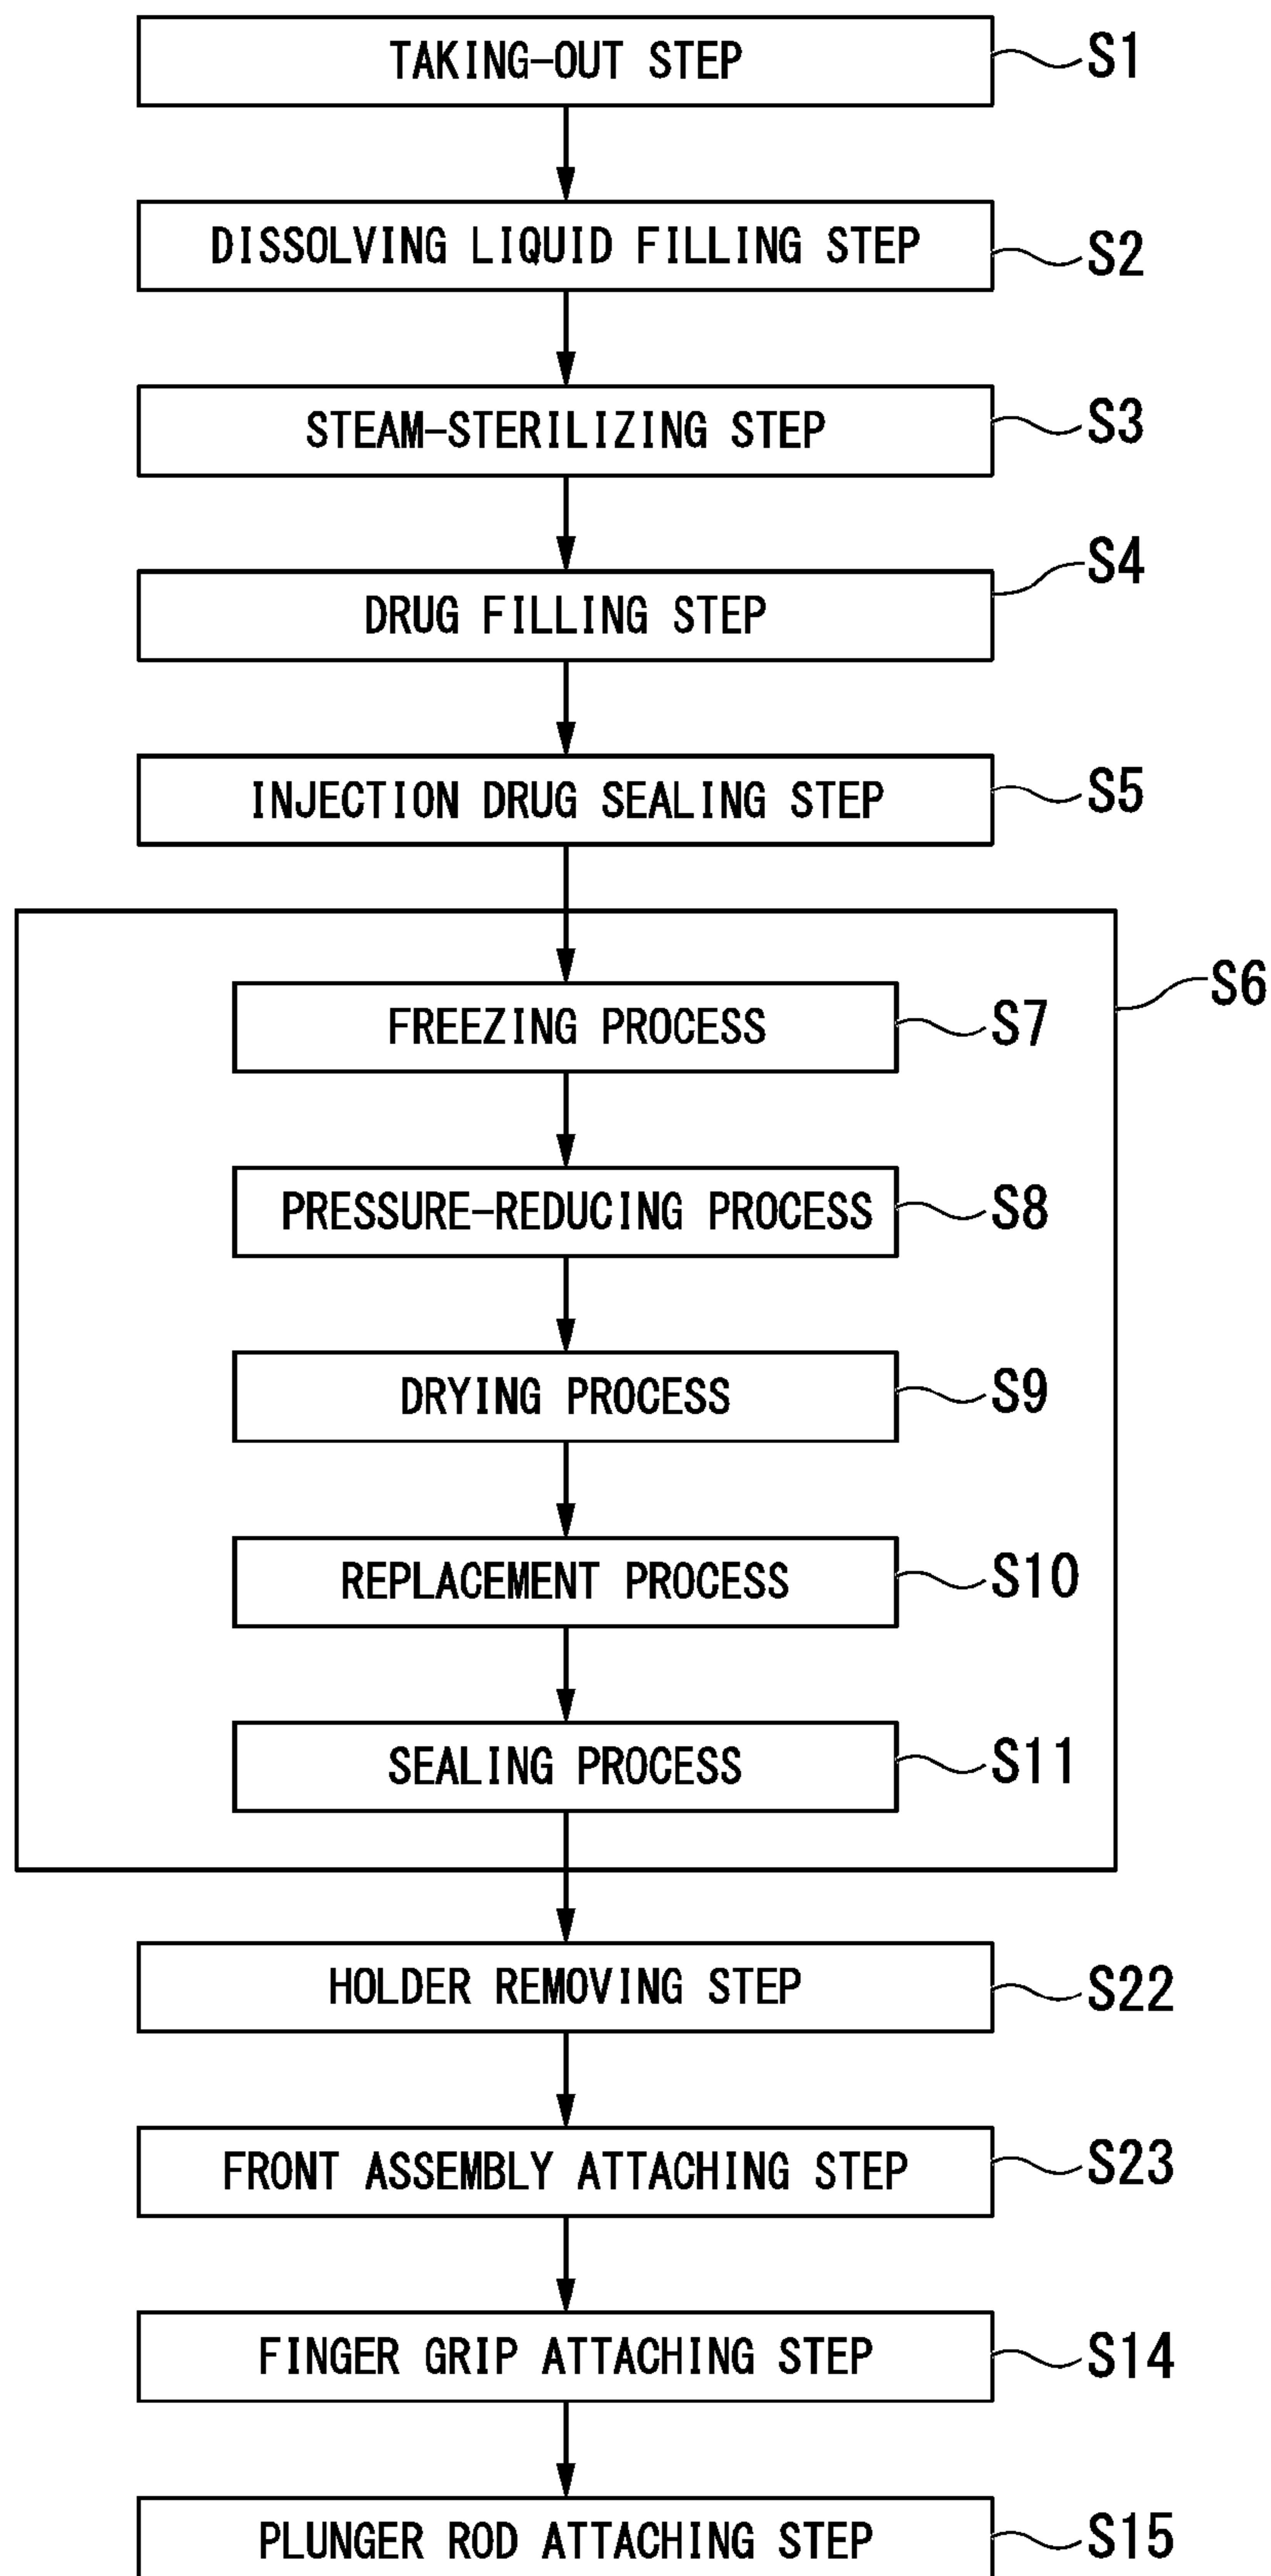 TAKING-OUT STEP S1
DISSOLVING LIQUID FILLING STEP S2
STEAM-STERILIZING STEP S3
DRUG FILLING STEP S4
INJECTION DRUG SEALING STEP S5
S6
FREEZING PROCESS S7
PRESSURE-REDUCING PROCESS S8
DRYING PROCESS S9
REPLACEMENT PROCESS S10
SEALING PROCESS S11
HOLDER REMOVING STEP S22
FRONT ASSEMBLY ATTACHING STEP S23
FINGER GRIP ATTACHING STEP S14
PLUNGER ROD ATTACHING STEP S15